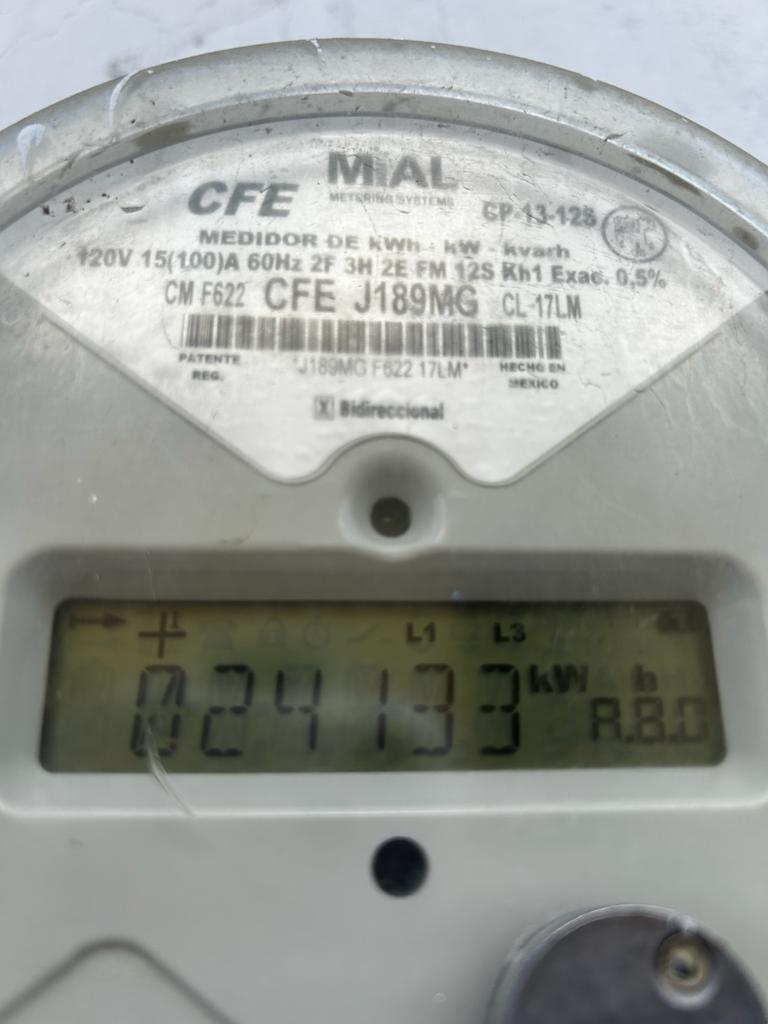 MIAL
METERING SYSTEMS
CFE
CP-13-12S
MEDIDOR DE kWh - kW - kvarh
120V 15(100)A 60Hz 2F 3H 2E FM 12S Kh1 Exac. 0,5%
CM F622 CFE J189MG CL-17LM
PATENTE REG.
*J189MG F622 17LM*
HECHO EN MEXICO
X Bidireccional
L1 L3
024133 kW h